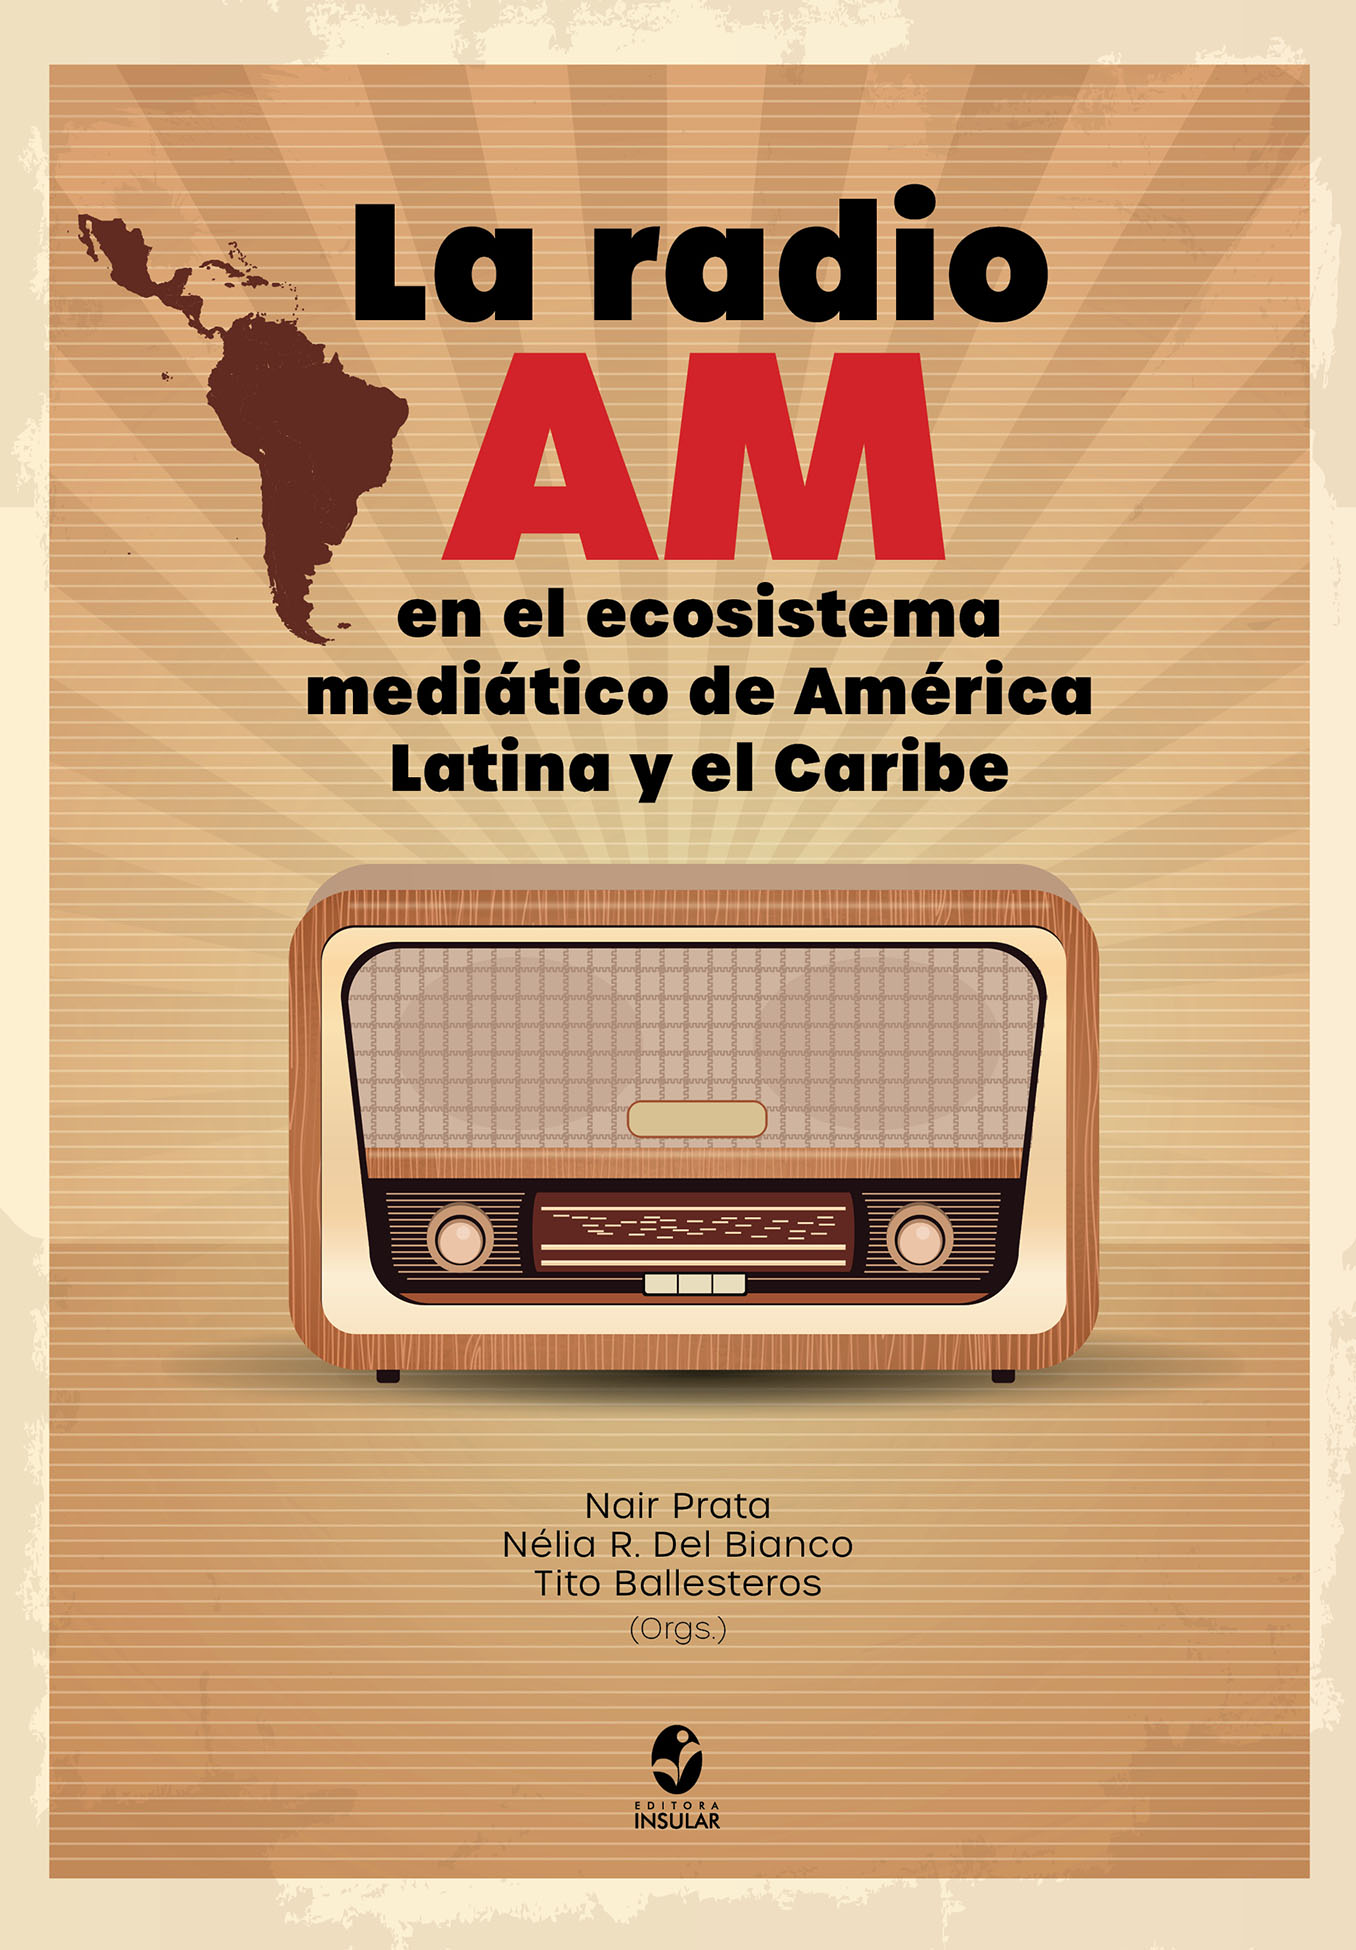 La radio
AM
en el ecosistema
mediático de América
Latina y el Caribe
Nair Prata
Nélia R. Del Bianco
Tito Ballesteros
(Orgs.)
EDITORA
INSULAR